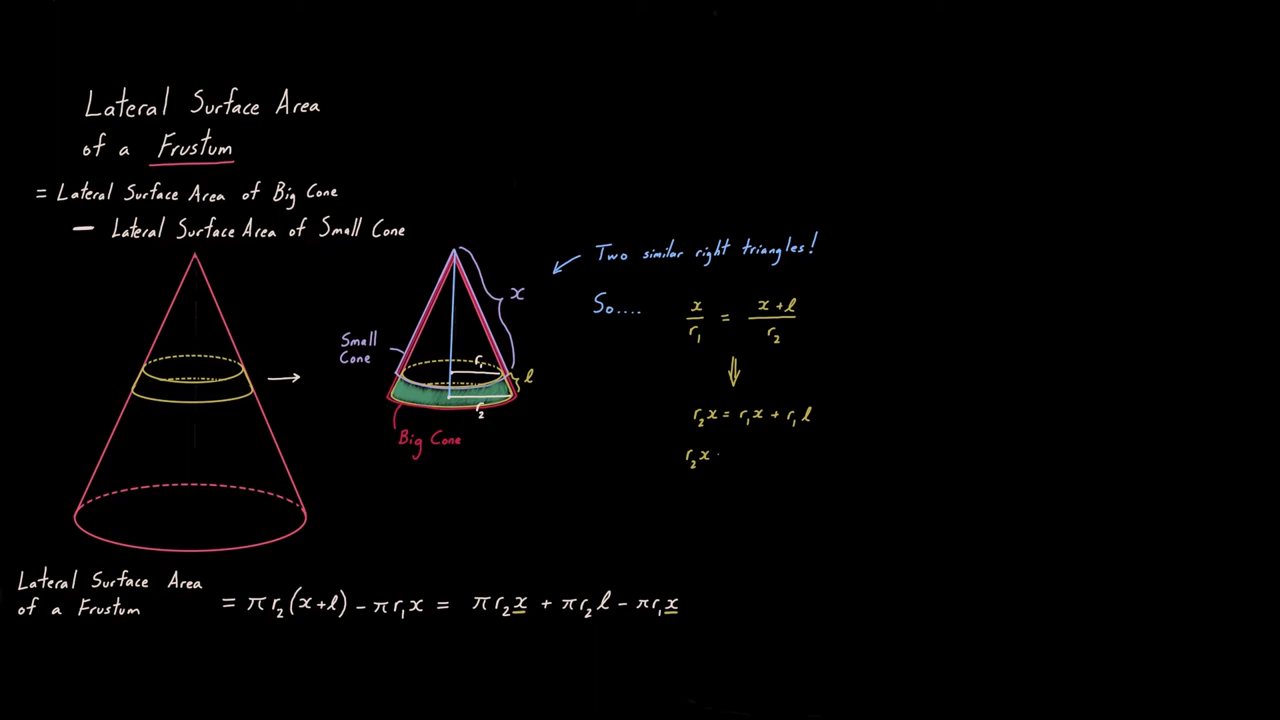 Lateral Surface Area
of a Frustum
= Lateral Surface Area of Big Cone
− Lateral Surface Area of Small Cone
Two similar right triangles!
x
So.... x/r₁ = (x + l)/r₂
Small
Cone
r₁
l
⇓
r₂
r₂x = r₁x + r₁l
Big Cone
r₂x
Lateral Surface Area
of a Frustum
= πr₂(x+l) − πr₁x = πr₂x + πr₂l − πr₁x